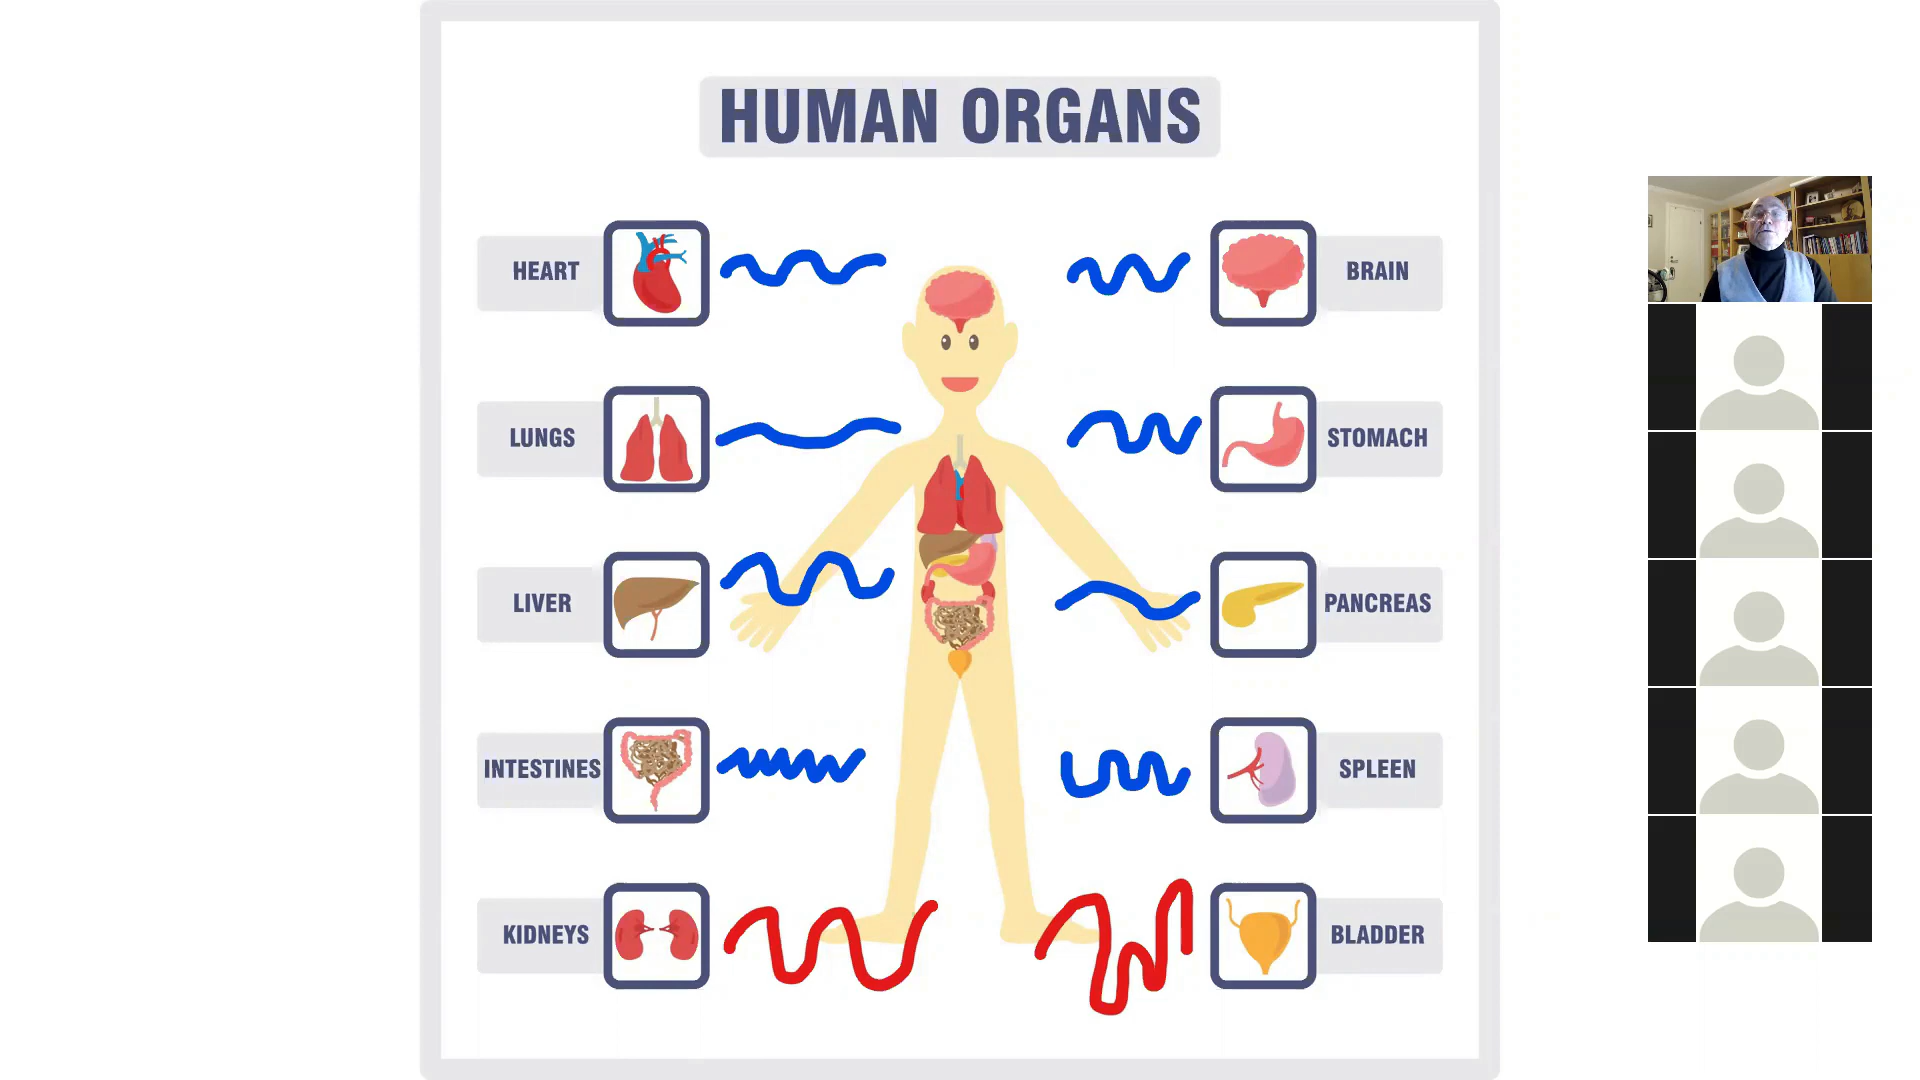 HUMAN ORGANS
HEART
BRAIN
LUNGS
STOMACH
LIVER
PANCREAS
INTESTINES
SPLEEN
KIDNEYS
BLADDER